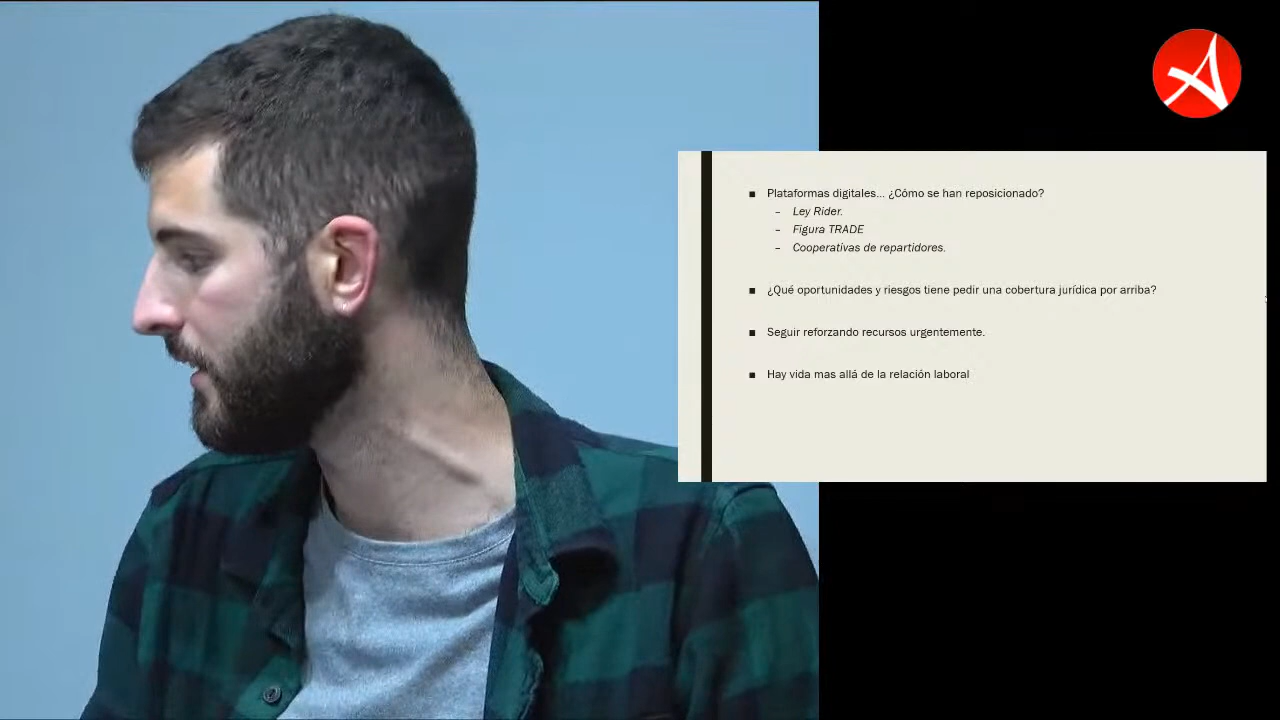 Plataformas digitales... ¿Cómo se han reposicionado?
– Ley Rider.
– Figura TRADE
– Cooperativas de repartidores.
¿Qué oportunidades y riesgos tiene pedir una cobertura jurídica por arriba?
Seguir reforzando recursos urgentemente.
Hay vida mas allá de la relación laboral